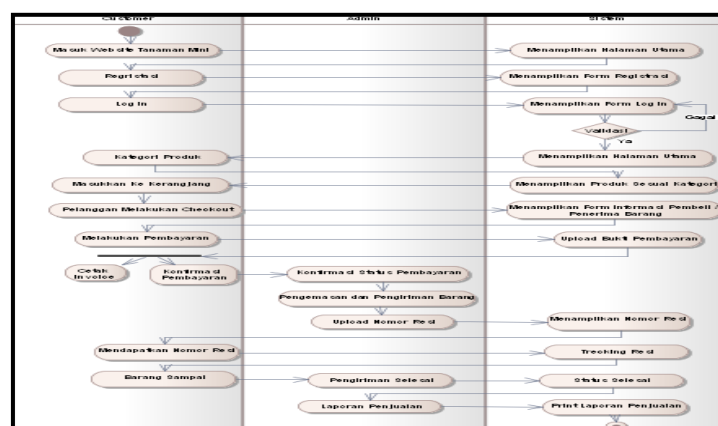 Customer
Admin
Sistem
Masuk Website Tanaman Mini
Menampilkan Halaman Utama
Regristasi
Menampilkan Form Registrasi
Log In
Menampilkan Form Log In
Gagal
Validasi
Ya
Kategori Produk
Menampilkan Halaman Utama
Masukkan Ke Keranjang
Menampilkan Produk Sesuai Kategori
Pelanggan Melakukan Checkout
Menampilkan Form Informasi Pembeli /
Penerima Barang
Melakukan Pembayaran
Upload Bukti Pembayaran
Cetak
Invoice
Konfirmasi
Pembayaran
Konfirmasi Status Pembayaran
Pengemasan dan Pengiriman Barang
Upload Nomor Resi
Menampilkan Nomor Resi
Mendapatkan Nomor Resi
Trecking Resi
Barang Sampai
Pengiriman Selesai
Status Selesai
Laporan Penjualan
Print Laporan Penjualan